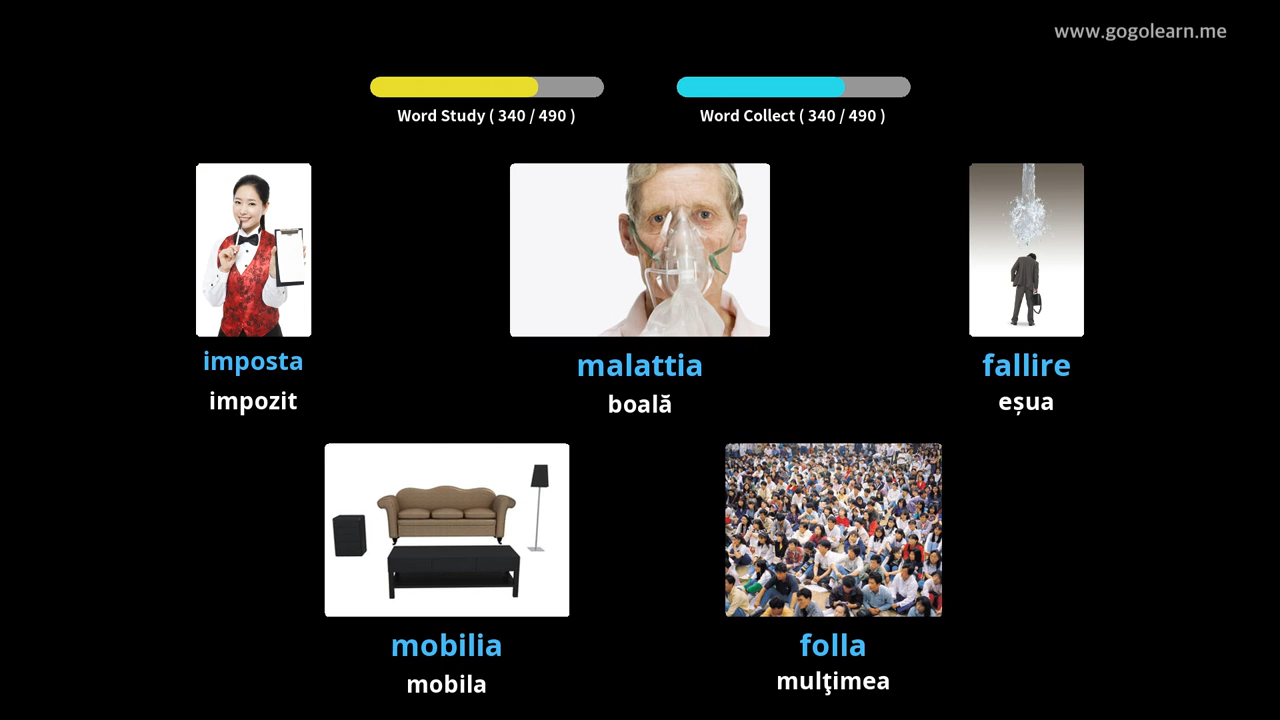 www.gogolearn.me
Word Study ( 340 / 490 )
Word Collect ( 340 / 490 )
imposta
impozit
malattia
boală
fallire
eșua
mobilia
mobila
folla
mulţimea